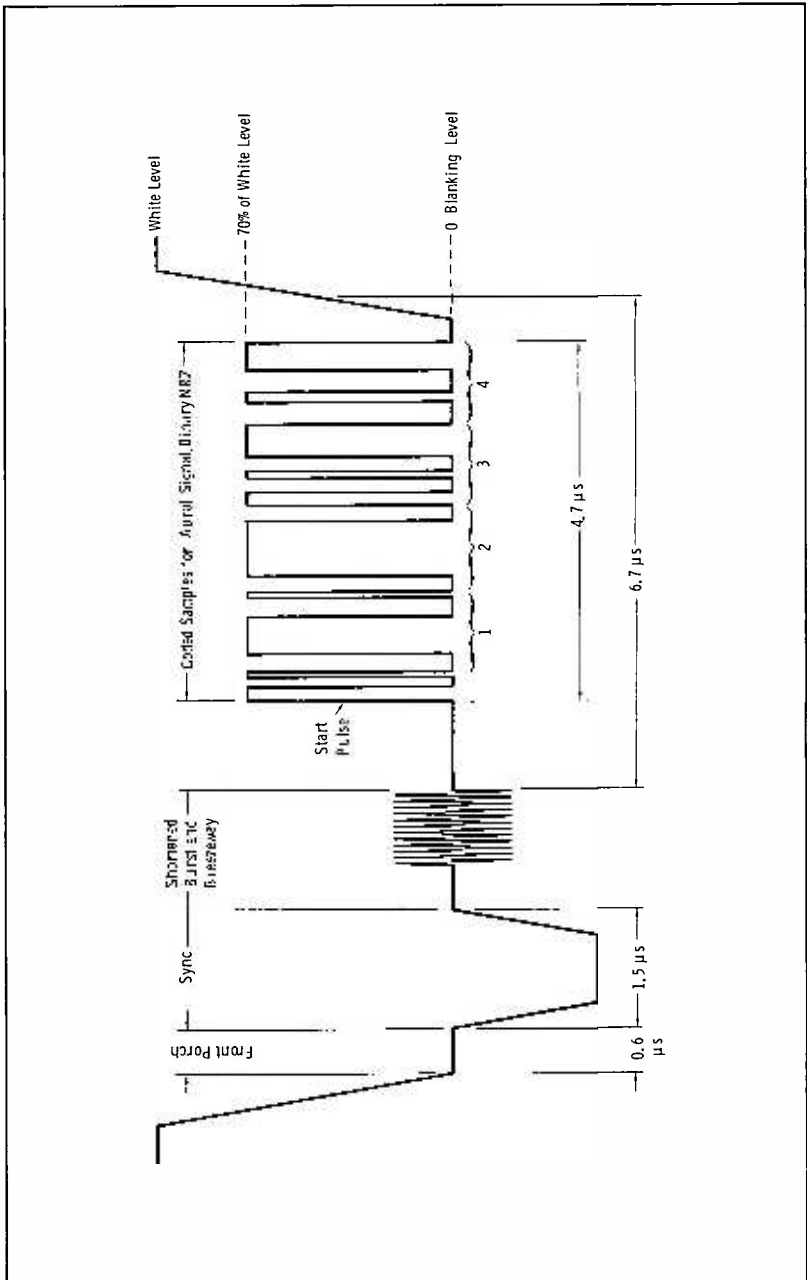 White Level
70% of White Level
0 Blanking Level
Coded Samples for Aural Signal, Binary NRZ
Start
Pulse
1
2
3
4
4.7 µs
6.7 µs
Shortened
Burst and
Breezeway
Sync
Front Porch
1.5 µs
0.6
µs